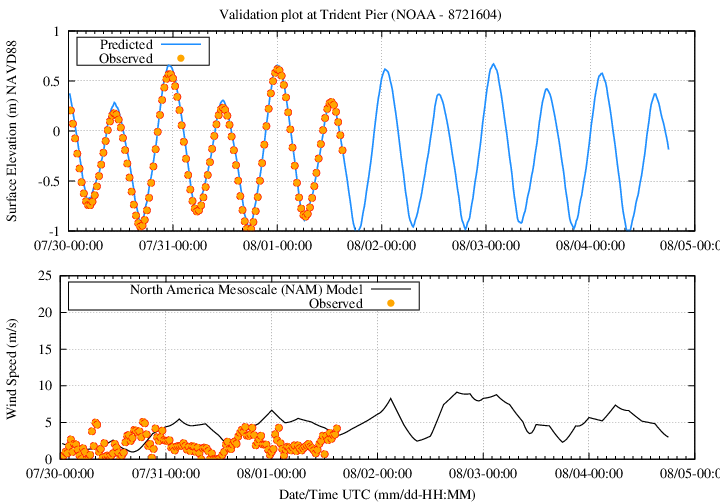 Validation plot at Trident Pier (NOAA - 8721604)
Surface Elevation (m) NAVD88
1
0.5
0
-0.5
-1
Predicted
Observed
07/30-00:00 07/31-00:00 08/01-00:00 08/02-00:00 08/03-00:00 08/04-00:00 08/05-00:00
Wind Speed (m/s)
25
20
15
10
5
0
North America Mesoscale (NAM) Model
Observed
07/30-00:00 07/31-00:00 08/01-00:00 08/02-00:00 08/03-00:00 08/04-00:00 08/05-00:00
Date/Time UTC (mm/dd-HH:MM)